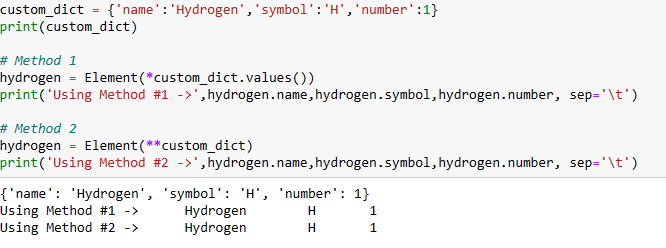 custom_dict = {'name':'Hydrogen','symbol':'H','number':1}
print(custom_dict)
# Method 1
hydrogen = Element(*custom_dict.values())
print('Using Method #1 ->',hydrogen.name,hydrogen.symbol,hydrogen.number, sep='\t')
# Method 2
hydrogen = Element(**custom_dict)
print('Using Method #2 ->',hydrogen.name,hydrogen.symbol,hydrogen.number, sep='\t')
{'name': 'Hydrogen', 'symbol': 'H', 'number': 1}
Using Method #1 -> Hydrogen H 1
Using Method #2 -> Hydrogen H 1